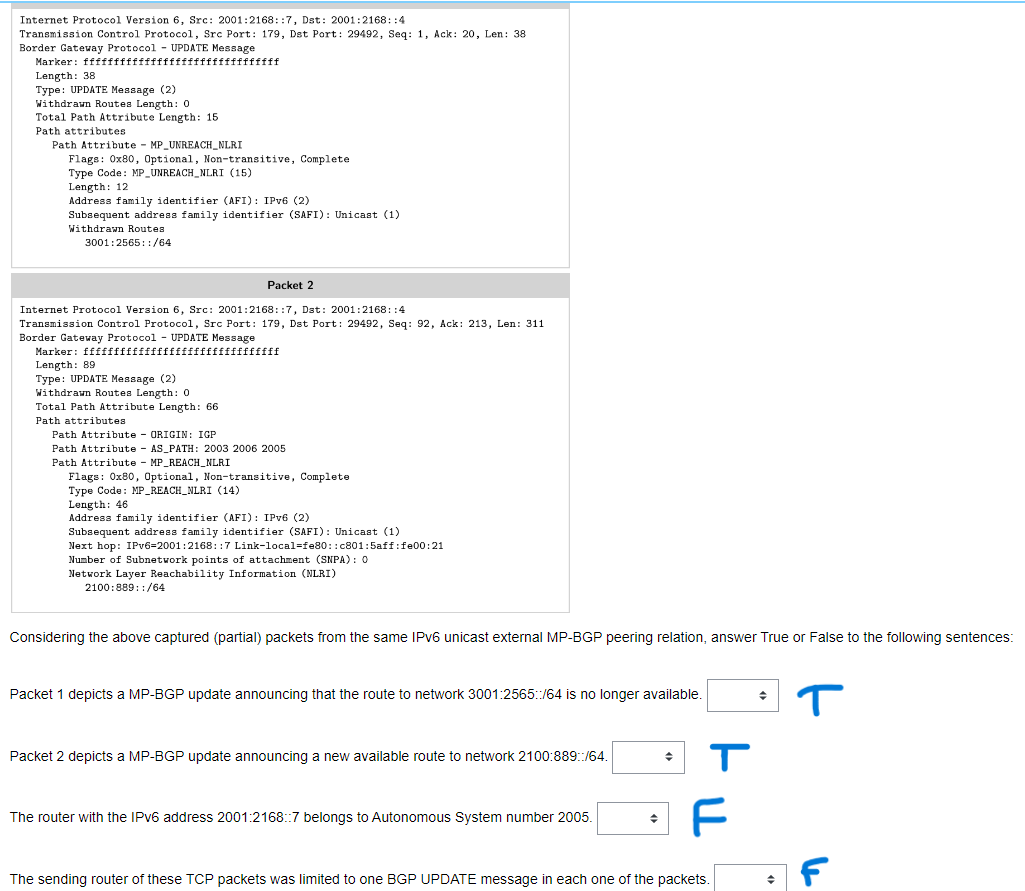 Internet Protocol Version 6, Src: 2001:2168::7, Dst: 2001:2168::4
Transmission Control Protocol, Src Port: 179, Dst Port: 29492, Seq: 1, Ack: 20, Len: 38
Border Gateway Protocol - UPDATE Message
Marker: ffffffffffffffffffffffffffffffff
Length: 38
Type: UPDATE Message (2)
Withdrawn Routes Length: 0
Total Path Attribute Length: 15
Path attributes
Path Attribute - MP_UNREACH_NLRI
Flags: 0x80, Optional, Non-transitive, Complete
Type Code: MP_UNREACH_NLRI (15)
Length: 12
Address family identifier (AFI): IPv6 (2)
Subsequent address family identifier (SAFI): Unicast (1)
Withdrawn Routes
3001:2565::/64
Packet 2
Internet Protocol Version 6, Src: 2001:2168::7, Dst: 2001:2168::4
Transmission Control Protocol, Src Port: 179, Dst Port: 29492, Seq: 92, Ack: 213, Len: 311
Border Gateway Protocol - UPDATE Message
Marker: ffffffffffffffffffffffffffffffff
Length: 89
Type: UPDATE Message (2)
Withdrawn Routes Length: 0
Total Path Attribute Length: 66
Path attributes
Path Attribute - ORIGIN: IGP
Path Attribute - AS_PATH: 2003 2006 2005
Path Attribute - MP_REACH_NLRI
Flags: 0x80, Optional, Non-transitive, Complete
Type Code: MP_REACH_NLRI (14)
Length: 46
Address family identifier (AFI): IPv6 (2)
Subsequent address family identifier (SAFI): Unicast (1)
Next hop: IPv6=2001:2168::7 Link-local=fe80::c801:5aff:fe00:21
Number of Subnetwork points of attachment (SNPA): 0
Network Layer Reachability Information (NLRI)
2100:889::/64
Considering the above captured (partial) packets from the same IPv6 unicast external MP-BGP peering relation, answer True or False to the following sentences:
Packet 1 depicts a MP-BGP update announcing that the route to network 3001:2565::/64 is no longer available. T
Packet 2 depicts a MP-BGP update announcing a new available route to network 2100:889::/64. T
The router with the IPv6 address 2001:2168::7 belongs to Autonomous System number 2005. F
The sending router of these TCP packets was limited to one BGP UPDATE message in each one of the packets. F